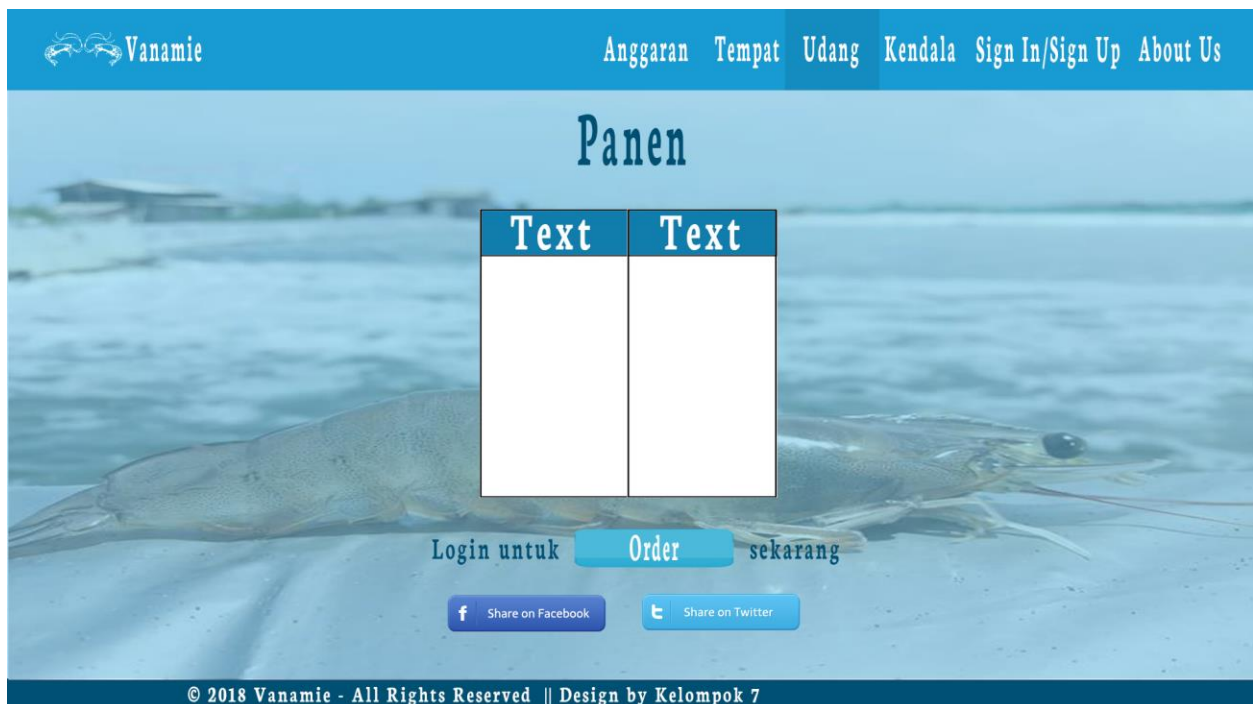 Vanamie Anggaran Tempat Udang Kendala Sign In/Sign Up About Us
Panen
Text Text
Login untuk Order sekarang
f Share on Facebook t Share on Twitter
© 2018 Vanamie - All Rights Reserved || Design by Kelompok 7